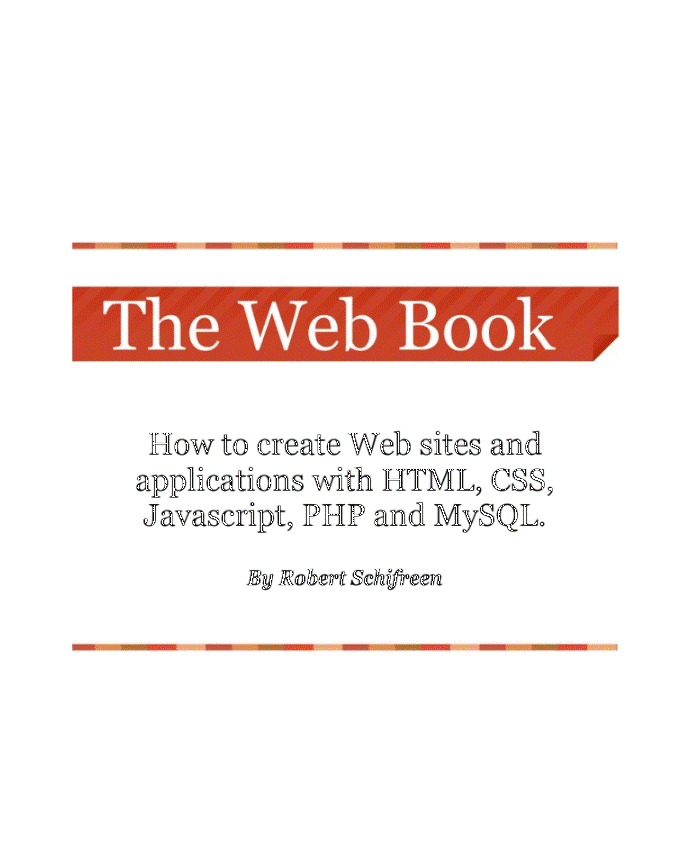 The Web Book
How to create Web sites and
applications with HTML, CSS,
Javascript, PHP and MySQL.
By Robert Schifreen